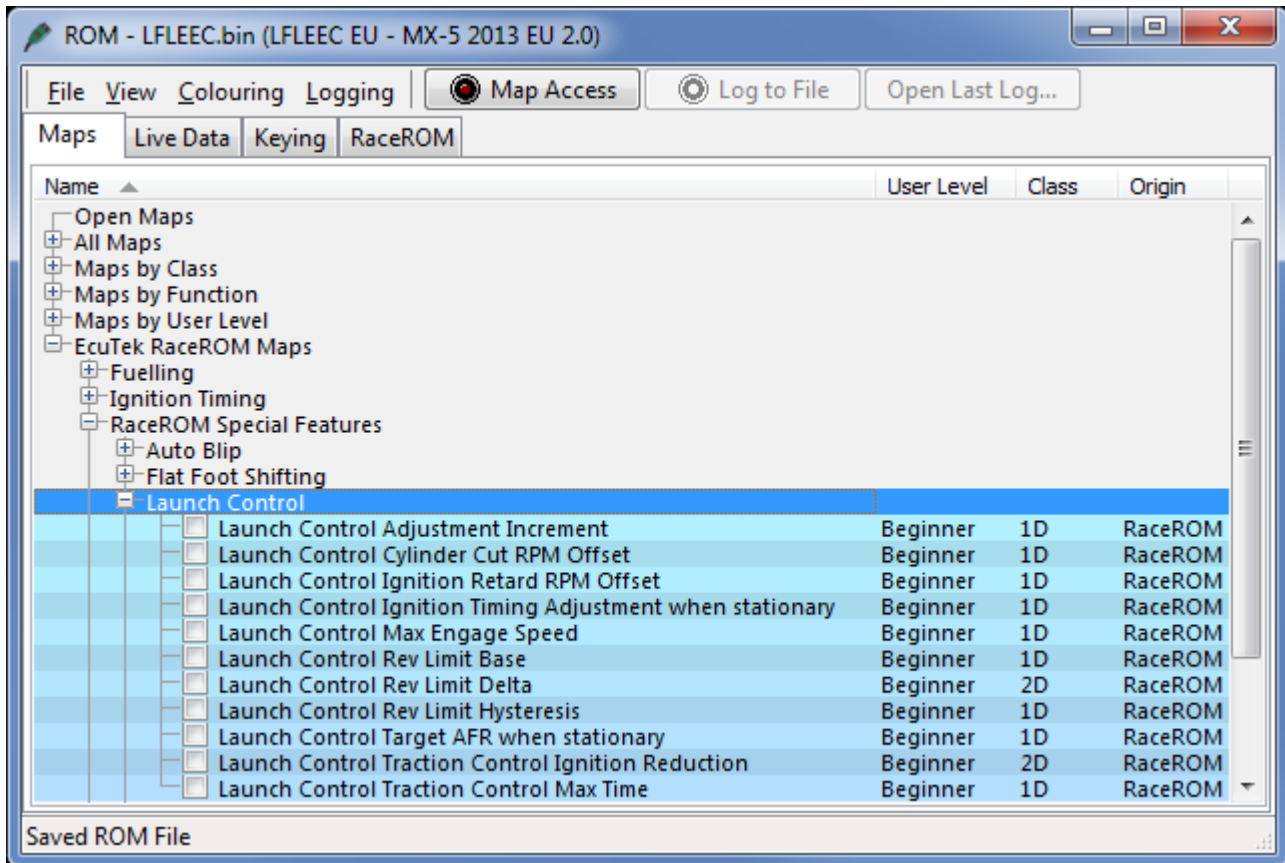 ROM - LFLEEC.bin (LFLEEC EU - MX-5 2013 EU 2.0)
File View Colouring Logging Map Access Log to File Open Last Log...
Maps Live Data Keying RaceROM
Name User Level Class Origin
Open Maps
All Maps
Maps by Class
Maps by Function
Maps by User Level
EcuTek RaceROM Maps
Fuelling
Ignition Timing
RaceROM Special Features
Auto Blip
Flat Foot Shifting
Launch Control
Launch Control Adjustment Increment Beginner 1D RaceROM
Launch Control Cylinder Cut RPM Offset Beginner 1D RaceROM
Launch Control Ignition Retard RPM Offset Beginner 1D RaceROM
Launch Control Ignition Timing Adjustment when stationary Beginner 1D RaceROM
Launch Control Max Engage Speed Beginner 1D RaceROM
Launch Control Rev Limit Base Beginner 1D RaceROM
Launch Control Rev Limit Delta Beginner 2D RaceROM
Launch Control Rev Limit Hysteresis Beginner 1D RaceROM
Launch Control Target AFR when stationary Beginner 1D RaceROM
Launch Control Traction Control Ignition Reduction Beginner 2D RaceROM
Launch Control Traction Control Max Time Beginner 1D RaceROM
Saved ROM File